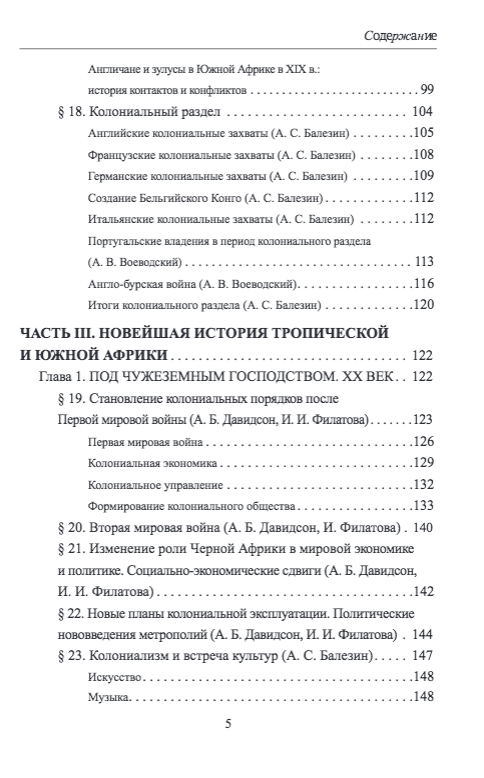 Содержание
Англичане и зулусы в Южной Африке в XIX в.:
история контактов и конфликтов . . . . . . . . . . . . . . . . . . . . . . . . . 99
§ 18. Колониальный раздел . . . . . . . . . . . . . . . . . . . . . . . . . . . 104
Английские колониальные захваты (А. С. Балезин) . . . . . . . . . . 105
Французские колониальные захваты (А. С. Балезин) . . . . . . . . . 108
Германские колониальные захваты (А. С. Балезин) . . . . . . . . . . 109
Создание Бельгийского Конго (А. С. Балезин) . . . . . . . . . . . . . . 112
Итальянские колониальные захваты (А. С. Балезин) . . . . . . . . . 112
Португальские владения в период колониального раздела
(А. В. Воеводский) . . . . . . . . . . . . . . . . . . . . . . . . . . . . . . . . . . . . 113
Англо-бурская война (А. В. Воеводский). . . . . . . . . . . . . . . . . . . 116
Итоги колониального раздела (А. С. Балезин) . . . . . . . . . . . . . . 120
ЧАСТЬ III. НОВЕЙШАЯ ИСТОРИЯ ТРОПИЧЕСКОЙ
И ЮЖНОЙ АФРИКИ . . . . . . . . . . . . . . . . . . . . . . . . . . . . . . . . . . . . 122
Глава 1. ПОД ЧУЖЕЗЕМНЫМ ГОСПОДСТВОМ. XX ВЕК . . 122
§ 19. Становление колониальных порядков после
Первой мировой войны (А. Б. Давидсон, И. И. Филатова) . . . . . . . 123
Первая мировая война . . . . . . . . . . . . . . . . . . . . . . . . . . . . . . . . 126
Колониальная экономика . . . . . . . . . . . . . . . . . . . . . . . . . . . . . . 129
Колониальное управление . . . . . . . . . . . . . . . . . . . . . . . . . . . . . 132
Формирование колониального общества . . . . . . . . . . . . . . . . . . 133
§ 20. Вторая мировая война (А. Б. Давидсон, И. Филатова) . 140
§ 21. Изменение роли Черной Африки в мировой экономике
и политике. Социально-экономические сдвиги (А. Б. Давидсон,
И. И. Филатова) . . . . . . . . . . . . . . . . . . . . . . . . . . . . . . . . . . . . . . 142
§ 22. Новые планы колониальной эксплуатации. Политические
нововведения метрополий (А. Б. Давидсон, И. И. Филатова) . 144
§ 23. Колониализм и встреча культур (А. С. Балезин) . . . . . 147
Искусство. . . . . . . . . . . . . . . . . . . . . . . . . . . . . . . . . . . . . . . . . . 148
Музыка. . . . . . . . . . . . . . . . . . . . . . . . . . . . . . . . . . . . . . . . . . . . 148
5